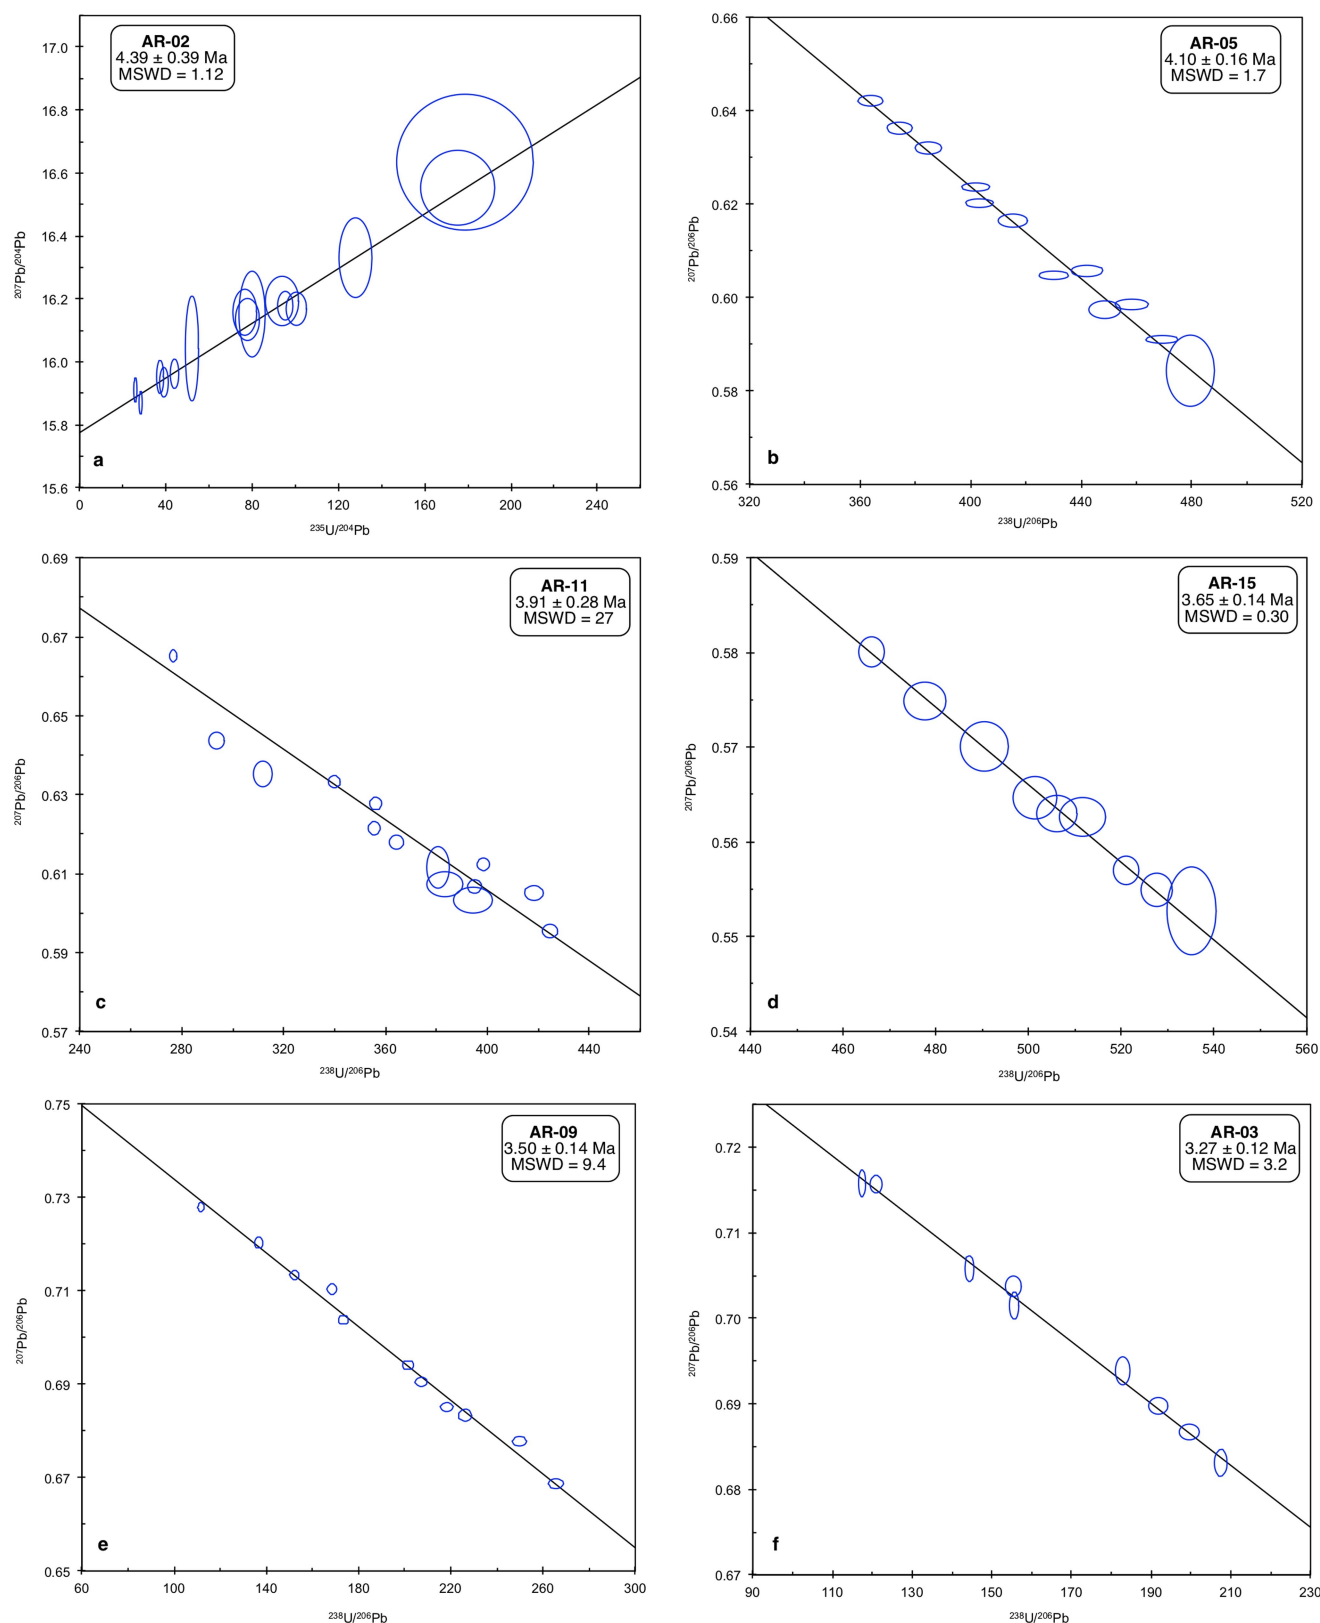 AR-02
4.39 ± 0.39 Ma
MSWD = 1.12
17.0
16.8
16.6
16.4
16.2
16.0
15.8
15.6
²⁰⁷Pb/²⁰⁴Pb
a
0 40 80 120 160 200 240
²³⁵U/²⁰⁴Pb
AR-05
4.10 ± 0.16 Ma
MSWD = 1.7
0.66
0.64
0.62
0.60
0.58
0.56
²⁰⁷Pb/²⁰⁶Pb
b
320 360 400 440 480 520
²³⁸U/²⁰⁶Pb
AR-11
3.91 ± 0.28 Ma
MSWD = 27
0.69
0.67
0.65
0.63
0.61
0.59
0.57
²⁰⁷Pb/²⁰⁶Pb
c
240 280 320 360 400 440
²³⁸U/²⁰⁶Pb
AR-15
3.65 ± 0.14 Ma
MSWD = 0.30
0.59
0.58
0.57
0.56
0.55
0.54
²⁰⁷Pb/²⁰⁶Pb
d
440 460 480 500 520 540 560
²³⁸U/²⁰⁶Pb
AR-09
3.50 ± 0.14 Ma
MSWD = 9.4
0.75
0.73
0.71
0.69
0.67
0.65
²⁰⁷Pb/²⁰⁶Pb
e
60 100 140 180 220 260 300
²³⁸U/²⁰⁶Pb
AR-03
3.27 ± 0.12 Ma
MSWD = 3.2
0.72
0.71
0.70
0.69
0.68
0.67
²⁰⁷Pb/²⁰⁶Pb
f
90 110 130 150 170 190 210 230
²³⁸U/²⁰⁶Pb